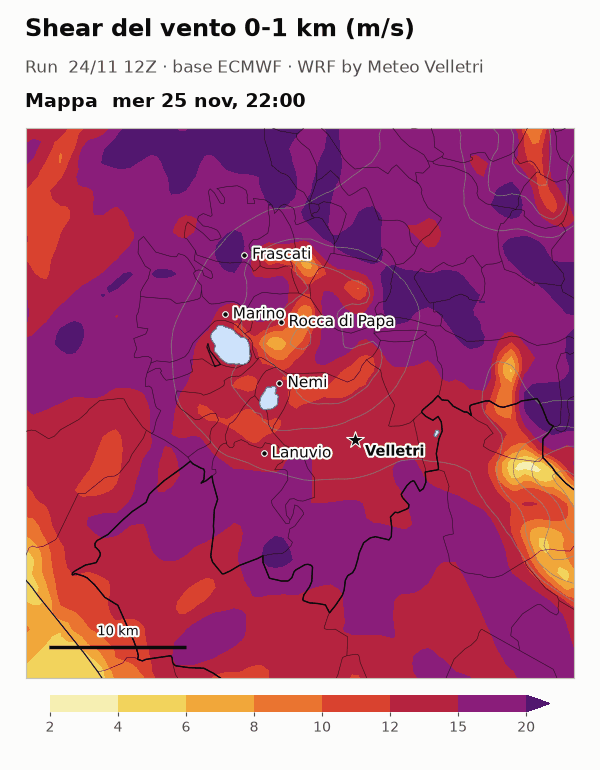 Shear del vento 0-1 km (m/s)
Run  24/11 12Z · base ECMWF · WRF by Meteo Velletri
Mappa  mer 25 nov, 22:00
Frascati
Marino
Rocca di Papa
Nemi
Velletri
Lanuvio
10 km
2 4 6 8 10 12 15 20